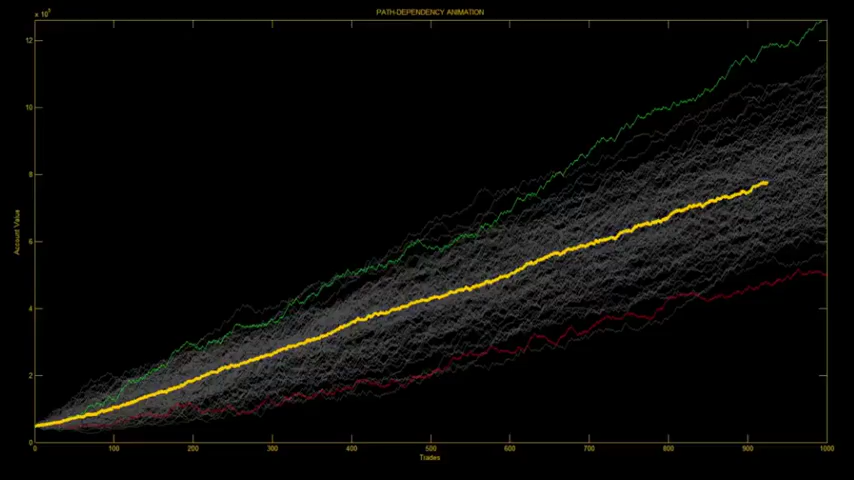 PATH-DEPENDENCY ANIMATION
x 10⁵
12
10
8
6
4
2
0
Account Value
0 100 200 300 400 500 600 700 800 900 1000
Trades